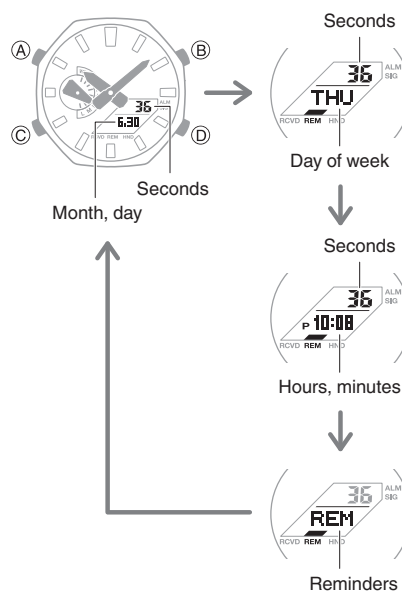 A
B
C
D
36
ALM
6.30
RCVD REM HND
Seconds
Month, day
Seconds
36
ALM
SIG
THU
RCVD REM HND
Day of week
Seconds
36
ALM
SIG
P 10:08
RCVD REM HND
Hours, minutes
36
ALM
SIG
REM
RCVD REM HND
Reminders